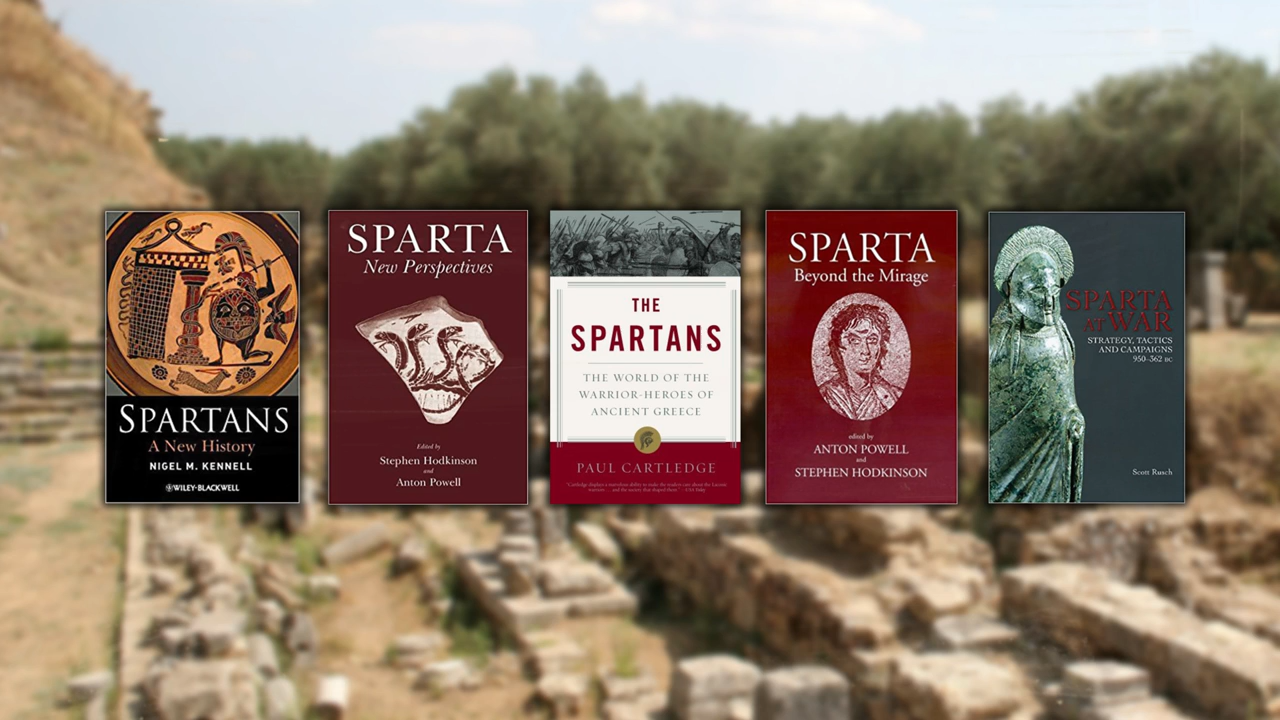 SPARTANS
A New History
NIGEL M. KENNELL
WILEY-BLACKWELL
SPARTA
New Perspectives
Edited by
Stephen Hodkinson
and
Anton Powell
THE
SPARTANS
THE WORLD OF THE
WARRIOR-HEROES OF
ANCIENT GREECE
PAUL CARTLEDGE
SPARTA
Beyond the Mirage
edited by
ANTON POWELL
and
STEPHEN HODKINSON
SPARTA
AT WAR
STRATEGY, TACTICS
AND CAMPAIGNS
950–362 BC
Scott Rusch